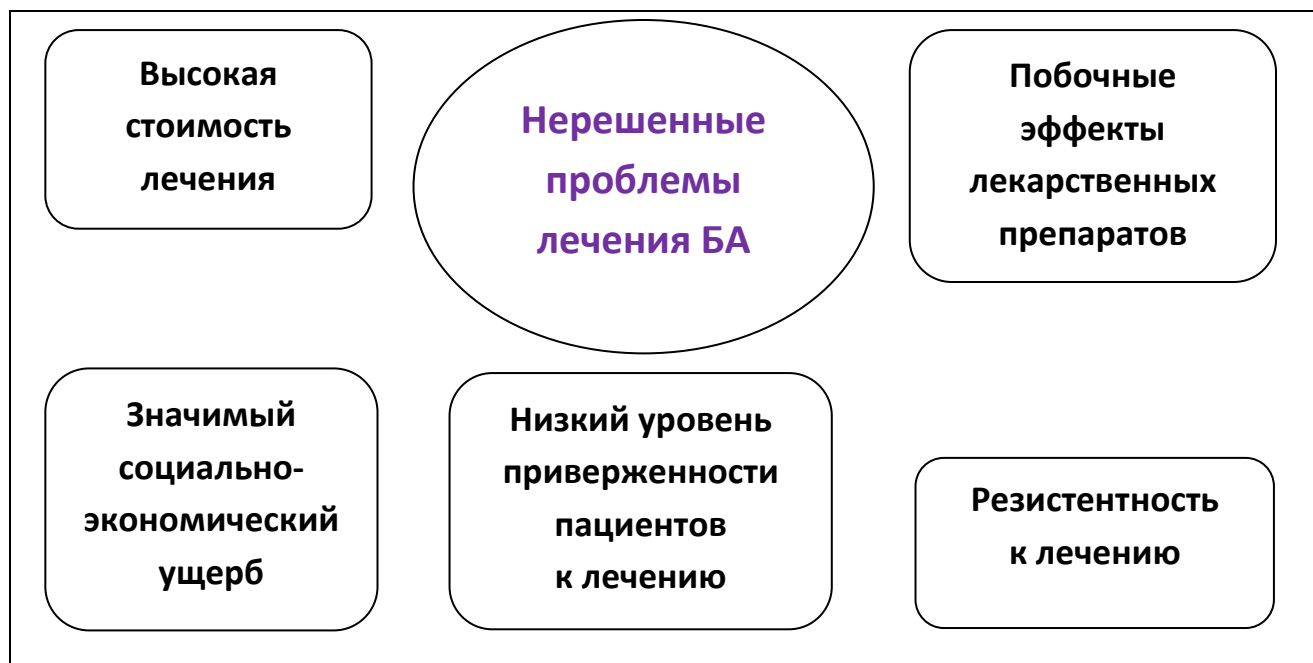 Высокая
стоимость
лечения
Нерешенные
проблемы
лечения БА
Побочные
эффекты
лекарственных
препаратов
Значимый
социально-
экономический
ущерб
Низкий уровень
приверженности
пациентов
к лечению
Резистентность
к лечению